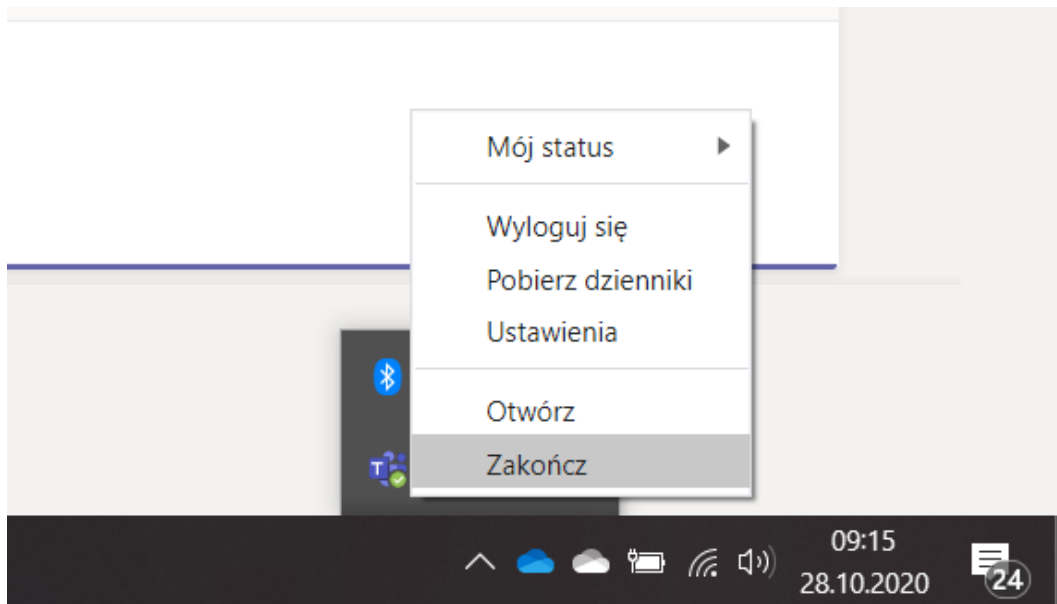 Mój status
Wyloguj się
Pobierz dzienniki
Ustawienia
Otwórz
Zakończ
T
09:15
28.10.2020
24